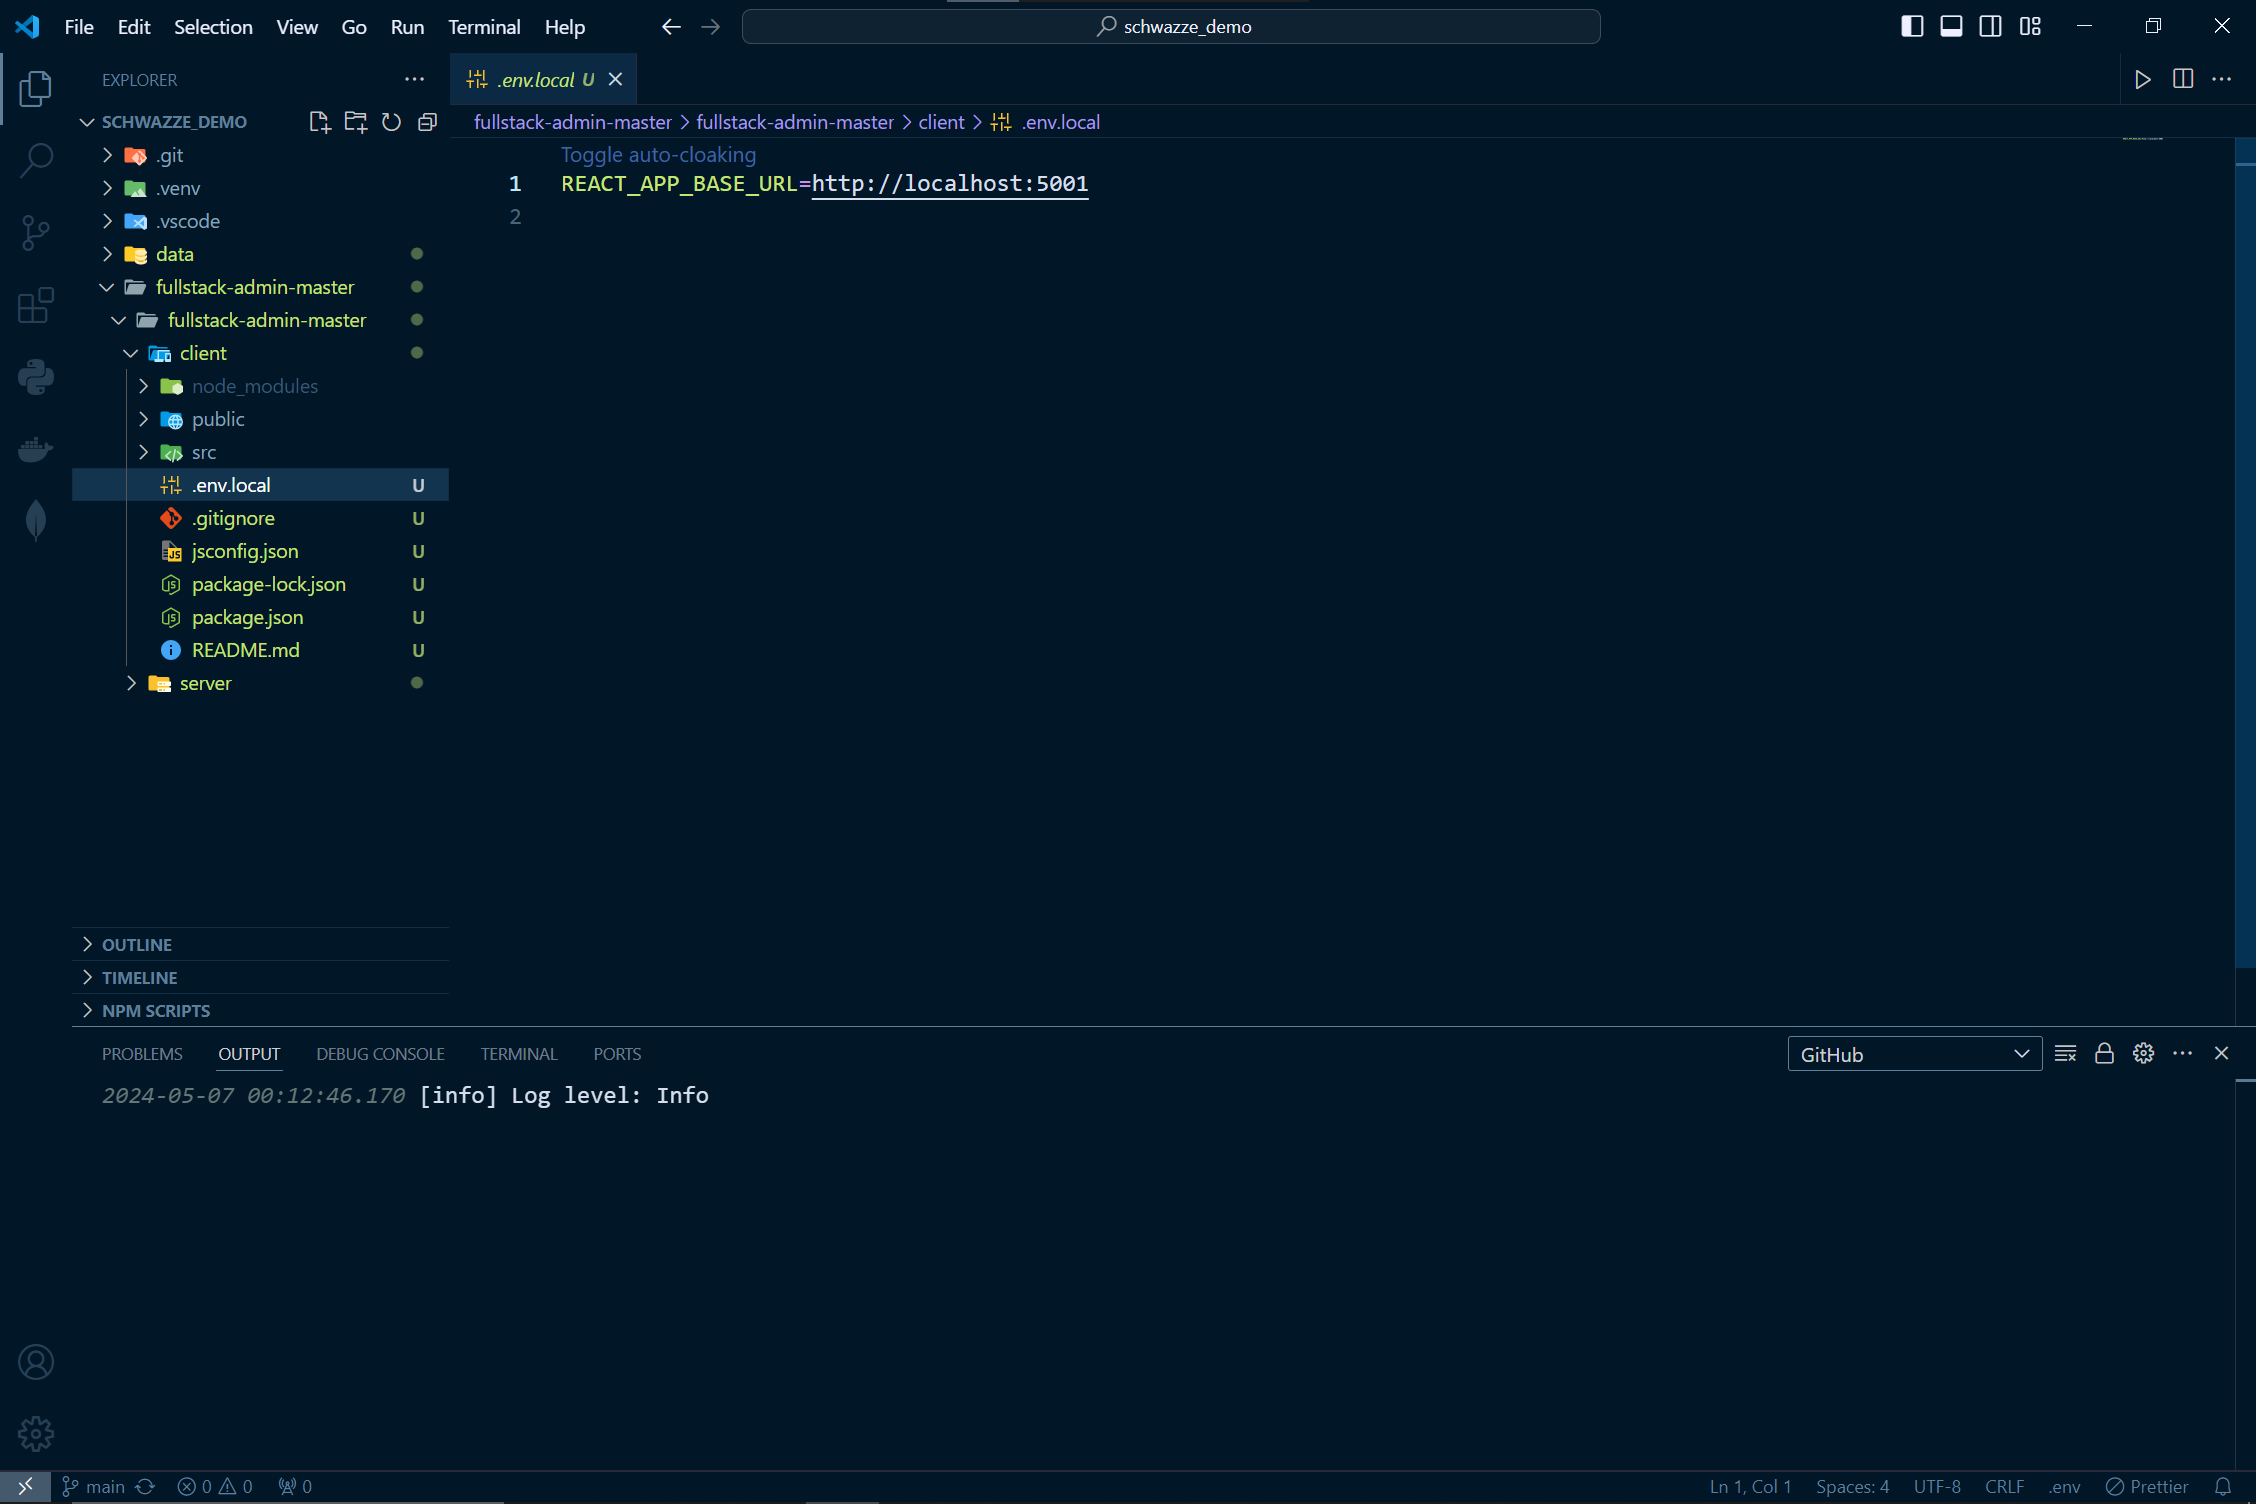 File Edit Selection View Go Run Terminal Help
schwazze_demo
EXPLORER
.env.local U
SCHWAZZE_DEMO
fullstack-admin-master > fullstack-admin-master > client > .env.local
.git
.venv
.vscode
data
fullstack-admin-master
fullstack-admin-master
client
node_modules
public
src
.env.local U
.gitignore U
jsconfig.json U
package-lock.json U
package.json U
README.md U
server
OUTLINE
TIMELINE
NPM SCRIPTS
Toggle auto-cloaking
1 REACT_APP_BASE_URL=http://localhost:5001
2
PROBLEMS OUTPUT DEBUG CONSOLE TERMINAL PORTS
GitHub
2024-05-07 00:12:46.170 [info] Log level: Info
main 0 0 0
Ln 1, Col 1 Spaces: 4 UTF-8 CRLF .env Prettier